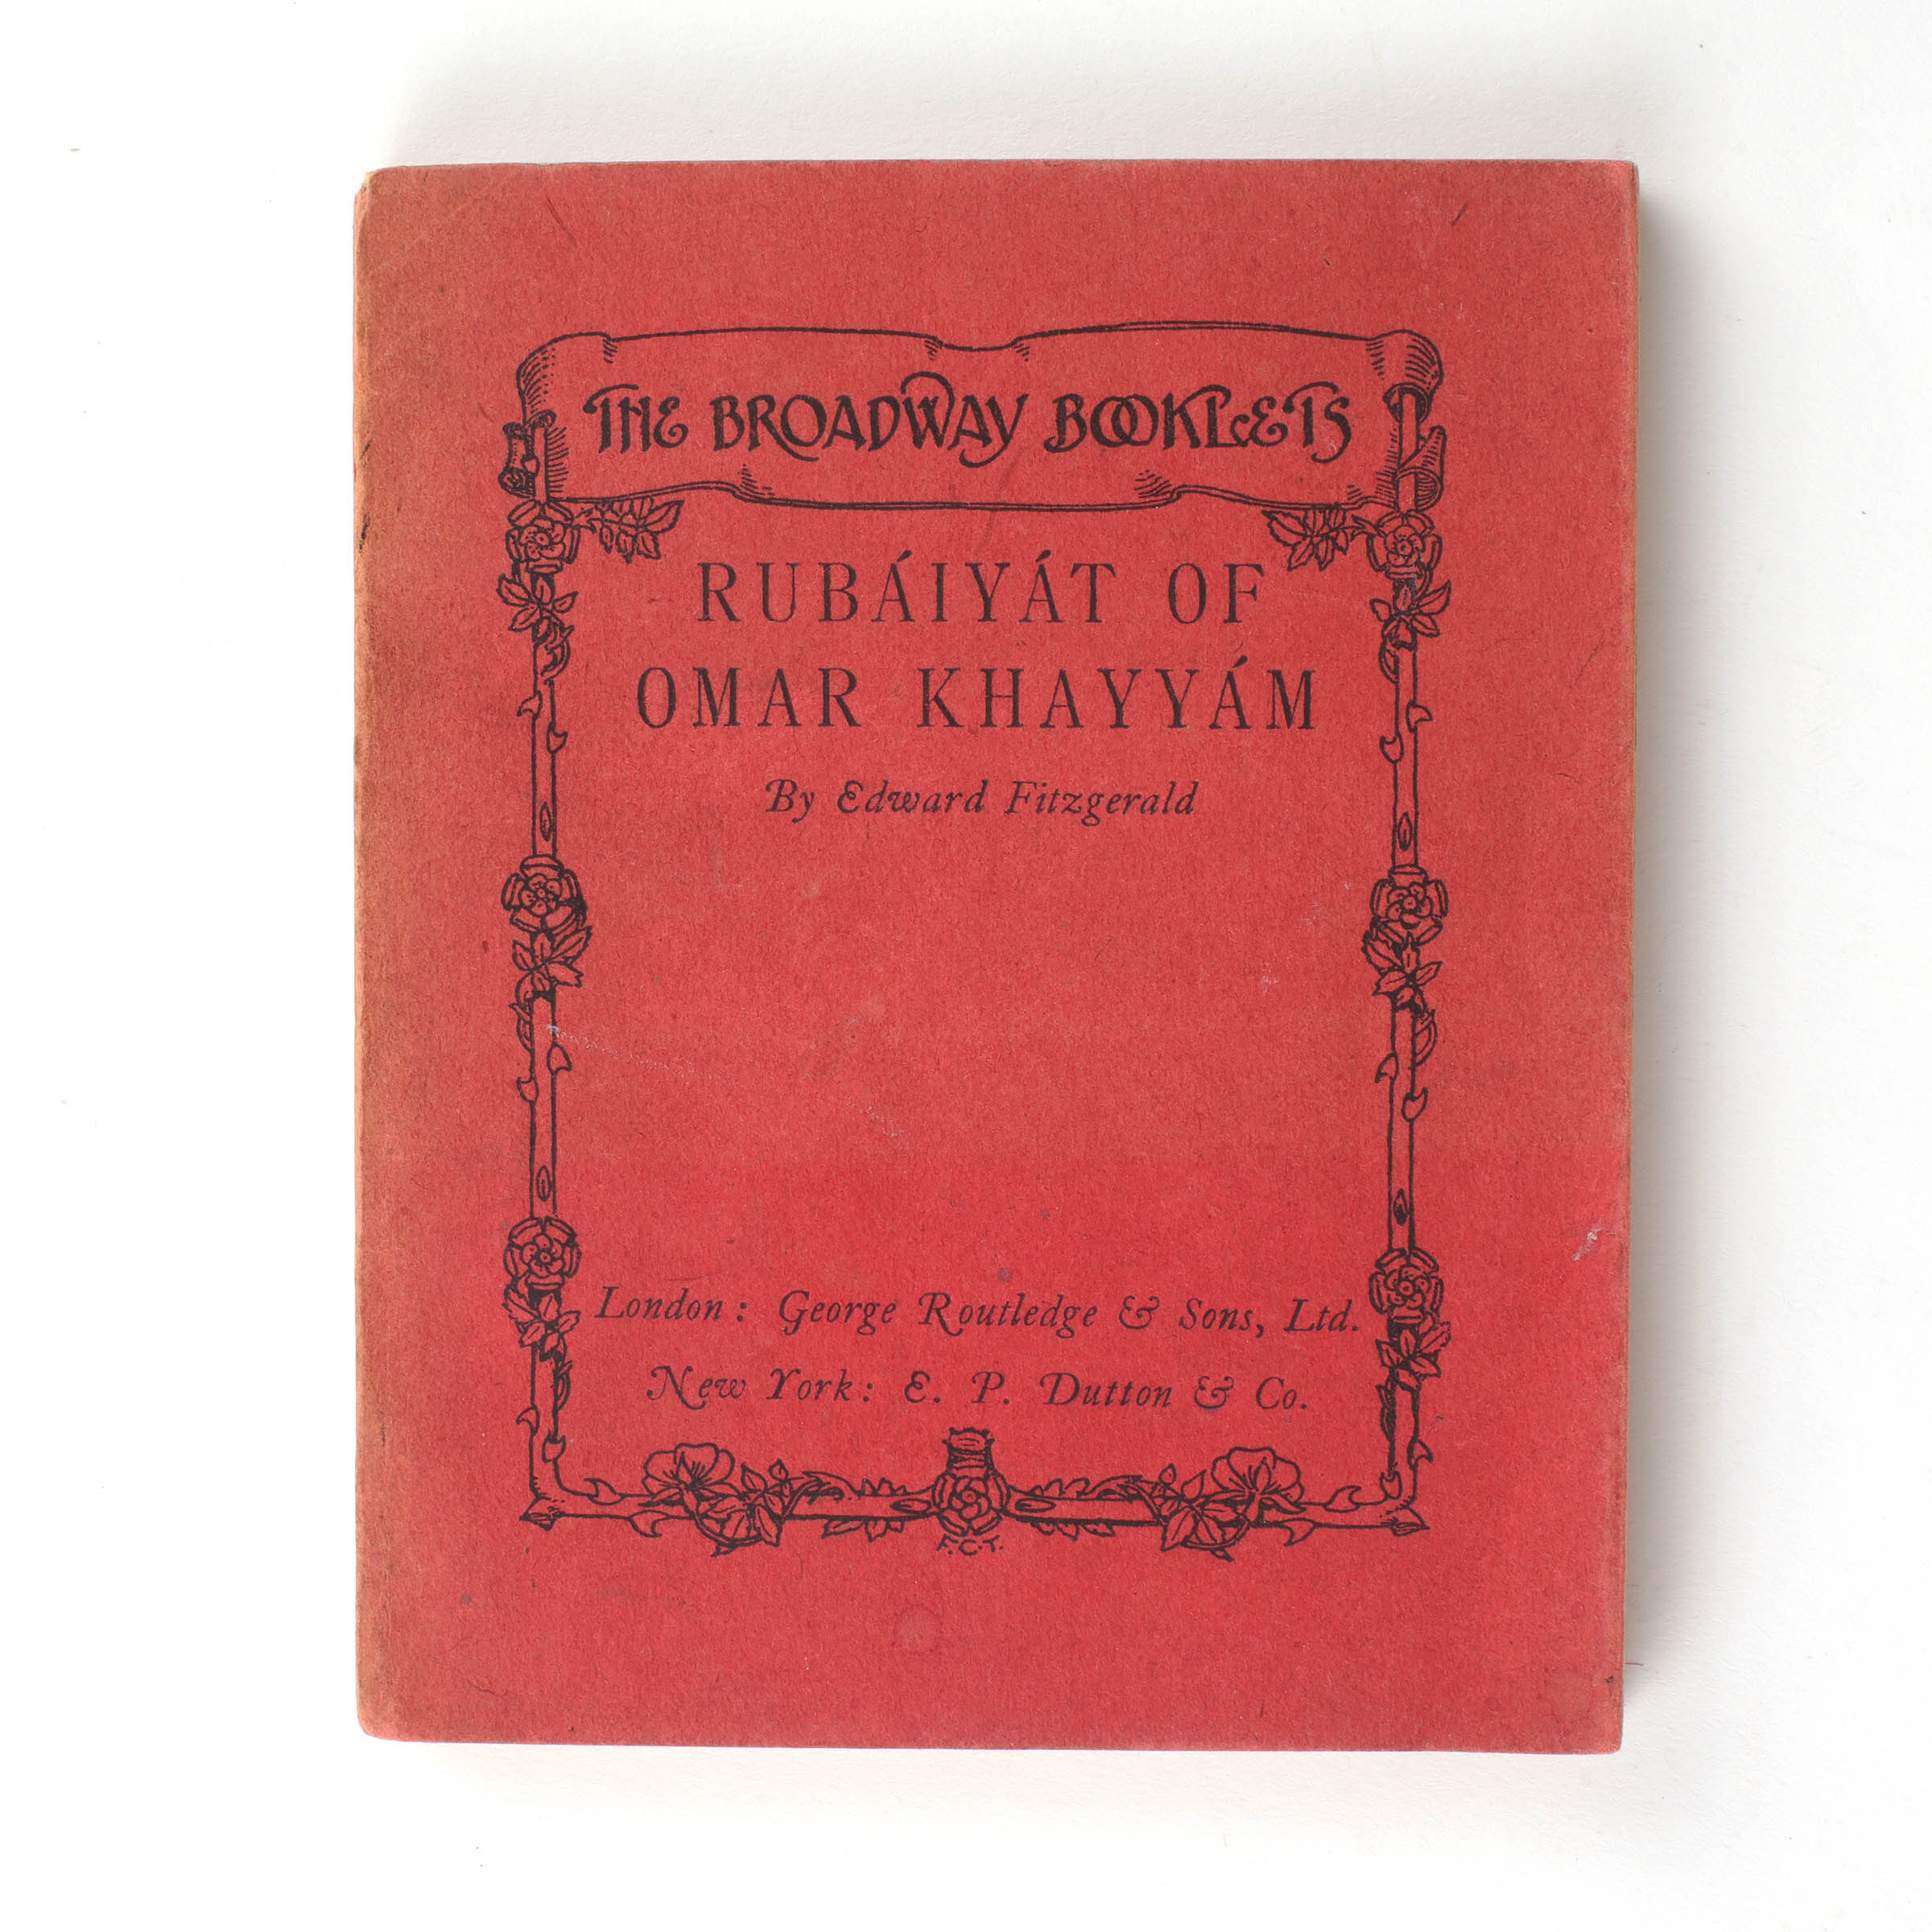 THE BROADWAY BOOKLETS
RUBÁIYÁT OF
OMAR KHAYYÁM
By Edward Fitzgerald
London: George Routledge & Sons, Ltd.
New York: E. P. Dutton & Co.
F.C.T.